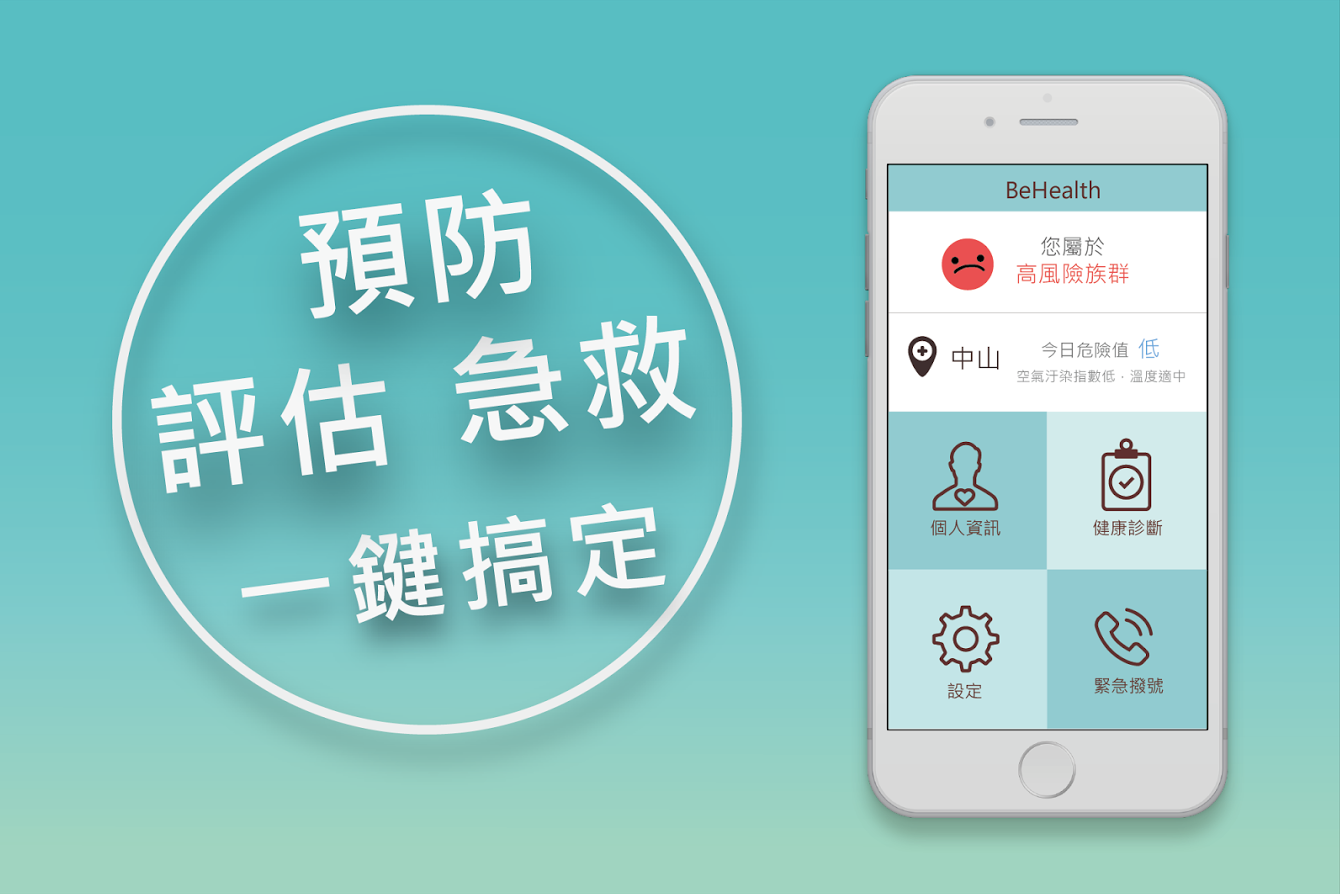 預防
評估 急救
一鍵搞定
BeHealth
您屬於
高風險族群
中山
今日危險值 低
空氣汙染指數低．溫度適中
個人資訊
健康診斷
設定
緊急撥號